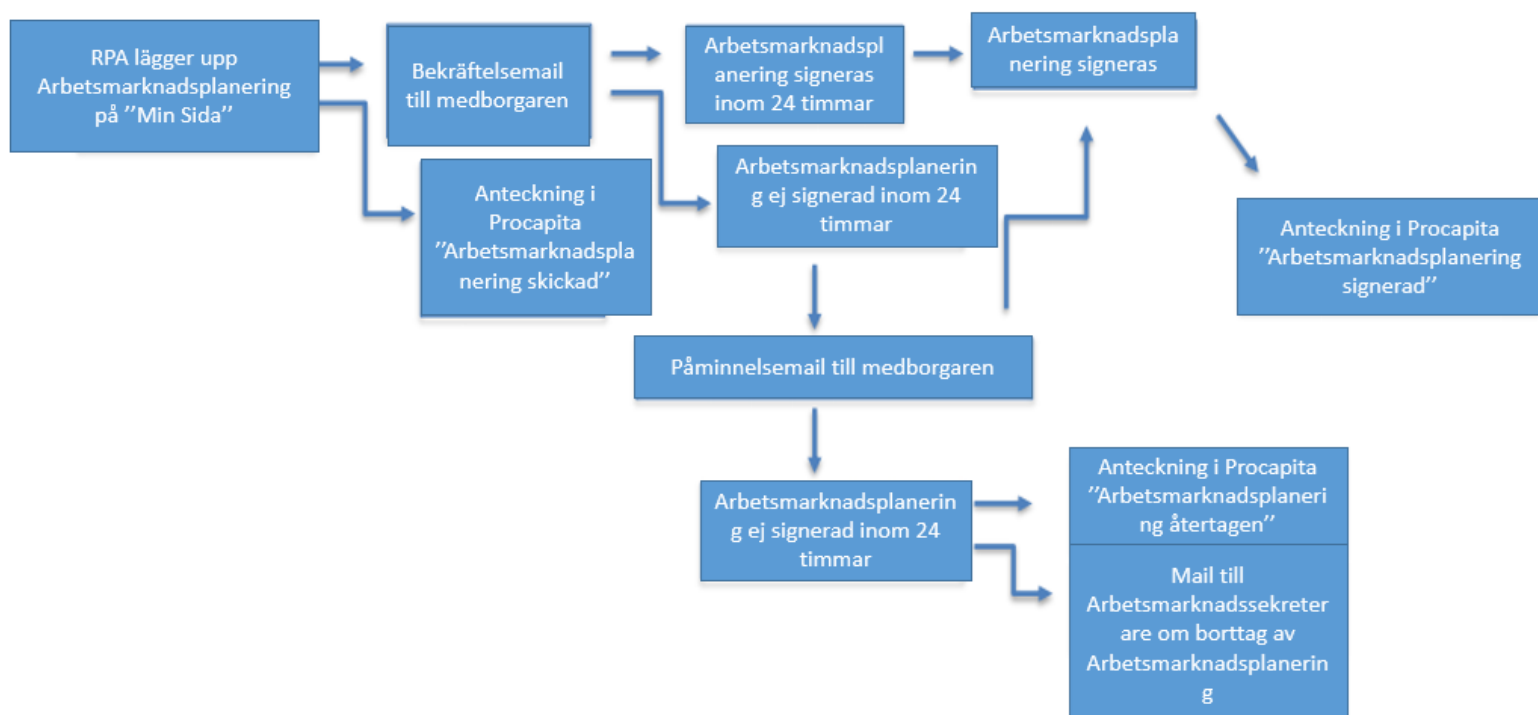 RPA lägger upp
Arbetsmarknadsplanering
på ”Min Sida”
Bekräftelsemail
till medborgaren
Arbetsmarknadspl
anering signeras
inom 24 timmar
Arbetsmarknadspla
nering signeras
Anteckning i
Procapita
”Arbetsmarknadspla
nering skickad”
Arbetsmarknadsplanerin
g ej signerad inom 24
timmar
Anteckning i Procapita
”Arbetsmarknadsplanering
signerad”
Påminnelsemail till medborgaren
Arbetsmarknadsplanerin
g ej signerad inom 24
timmar
Anteckning i Procapita
”Arbetsmarknadsplaneri
ng återtagen”
Mail till
Arbetsmarknadssekreter
are om borttag av
Arbetsmarknadsplanerin
g